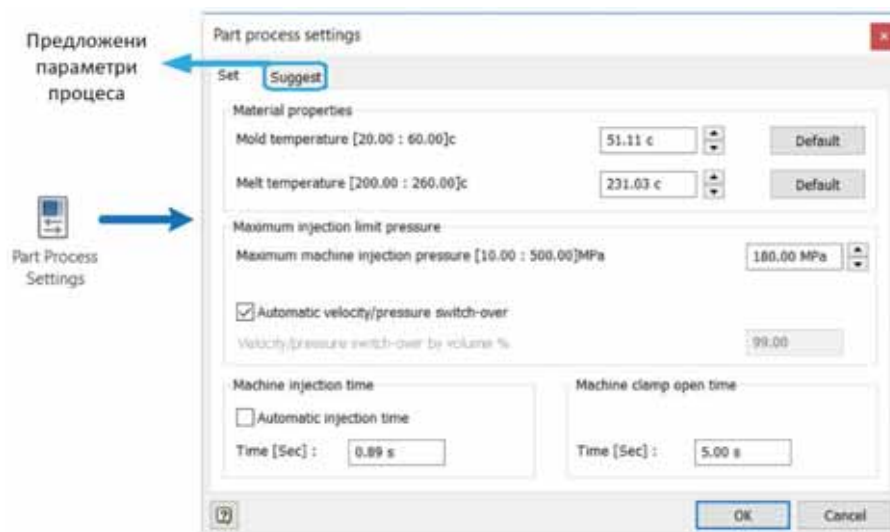 Предложени
параметри
процеса
Part Process
Settings
Part process settings
Set Suggest
Material properties
Mold temperature [20.00 : 60.00]c 51.11 c Default
Melt temperature [200.00 : 260.00]c 231.03 c Default
Maximum injection limit pressure
Maximum machine injection pressure [10.00 : 500.00]MPa 180.00 MPa
Automatic velocity/pressure switch-over
Velocity/pressure switch-over by volume % 99.00
Machine injection time Machine clamp open time
Automatic injection time
Time [Sec] : 0.89 s Time [Sec] : 5.00 s
OK Cancel